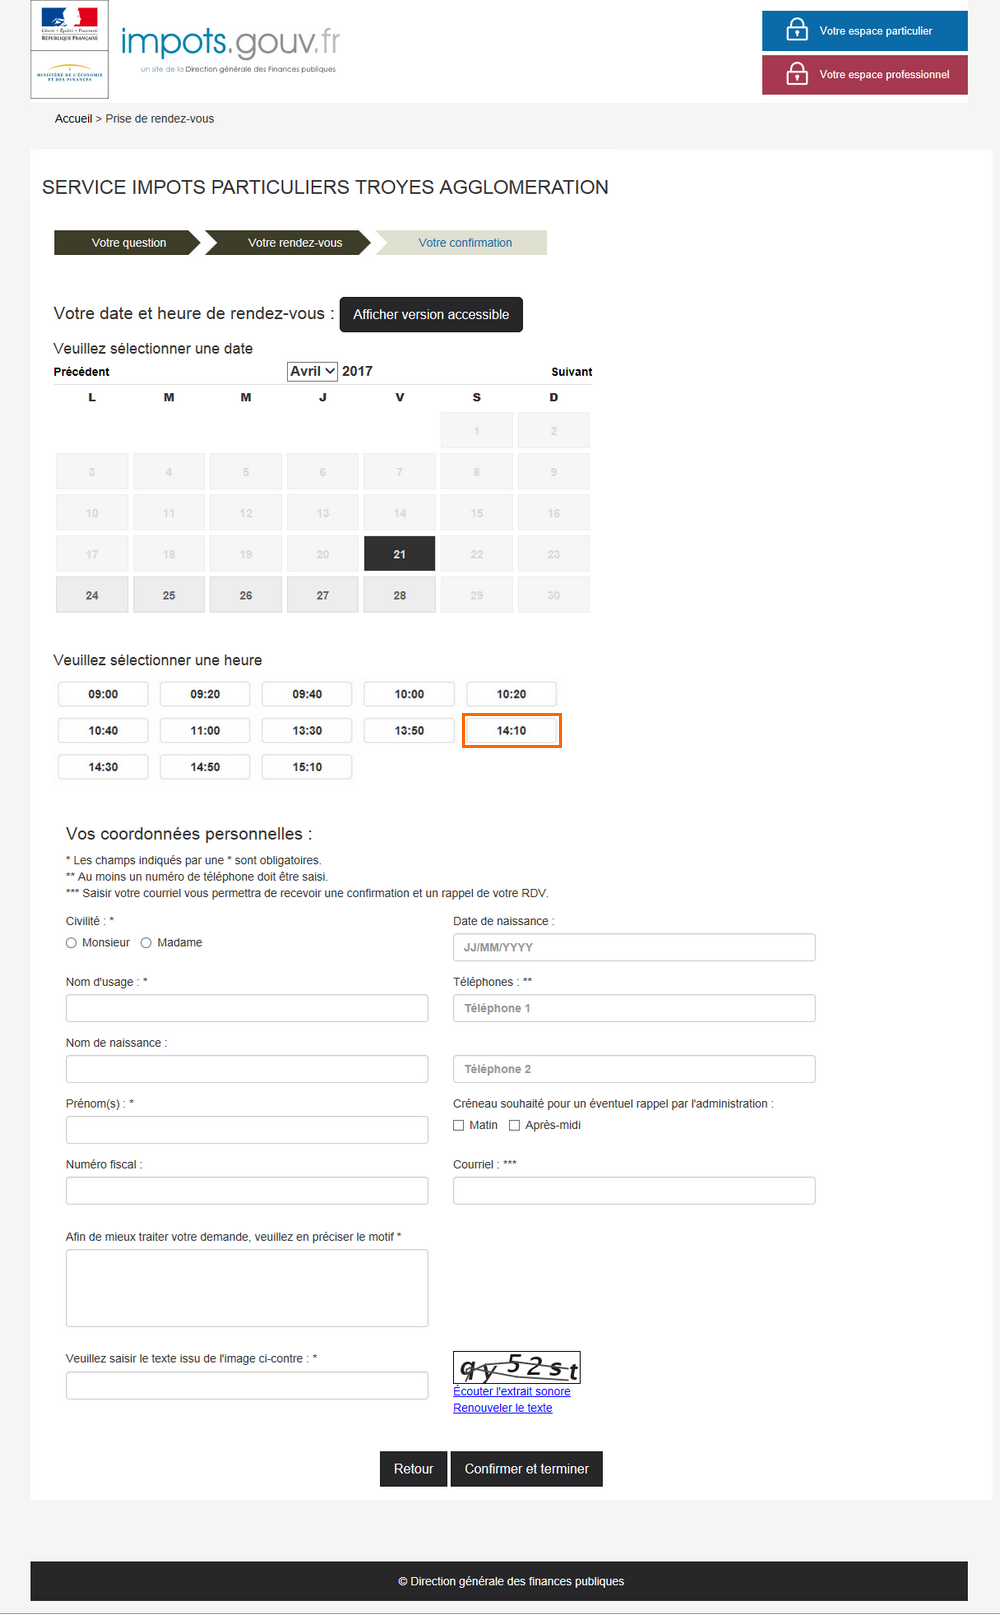 Liberté • Égalité • Fraternité
RÉPUBLIQUE FRANÇAISE
MINISTÈRE DE L'ÉCONOMIE
ET DES FINANCES
impots.gouv.fr
un site de la Direction générale des Finances publiques
Votre espace particulier
Votre espace professionnel
Accueil > Prise de rendez-vous
SERVICE IMPOTS PARTICULIERS TROYES AGGLOMERATION
Votre question Votre rendez-vous Votre confirmation
Votre date et heure de rendez-vous : Afficher version accessible
Veuillez sélectionner une date
Précédent Avril 2017 Suivant
L M M J V S D
1 2
3 4 5 6 7 8 9
10 11 12 13 14 15 16
17 18 19 20 21 22 23
24 25 26 27 28 29 30
Veuillez sélectionner une heure
09:00 09:20 09:40 10:00 10:20
10:40 11:00 13:30 13:50 14:10
14:30 14:50 15:10
Vos coordonnées personnelles :
* Les champs indiqués par une * sont obligatoires.
** Au moins un numéro de téléphone doit être saisi.
*** Saisir votre courriel vous permettra de recevoir une confirmation et un rappel de votre RDV.
Civilité : * Date de naissance :
Monsieur Madame JJ/MM/YYYY
Nom d'usage : * Téléphones : **
Téléphone 1
Nom de naissance :
Téléphone 2
Prénom(s) : * Créneau souhaité pour un éventuel rappel par l'administration :
Matin Après-midi
Numéro fiscal : Courriel : ***
Afin de mieux traiter votre demande, veuillez en préciser le motif *
Veuillez saisir le texte issu de l'image ci-contre : *
qy52st
Écouter l'extrait sonore
Renouveler le texte
Retour Confirmer et terminer
© Direction générale des finances publiques